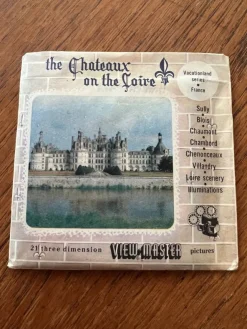 the Chateaux
on the Loire
Vacationland
series
France
Sully
Blois
Chaumont
Chambord
Chenonceaux
Villandry
Loire scenery
Illuminations
21 three dimension VIEW-MASTER pictures